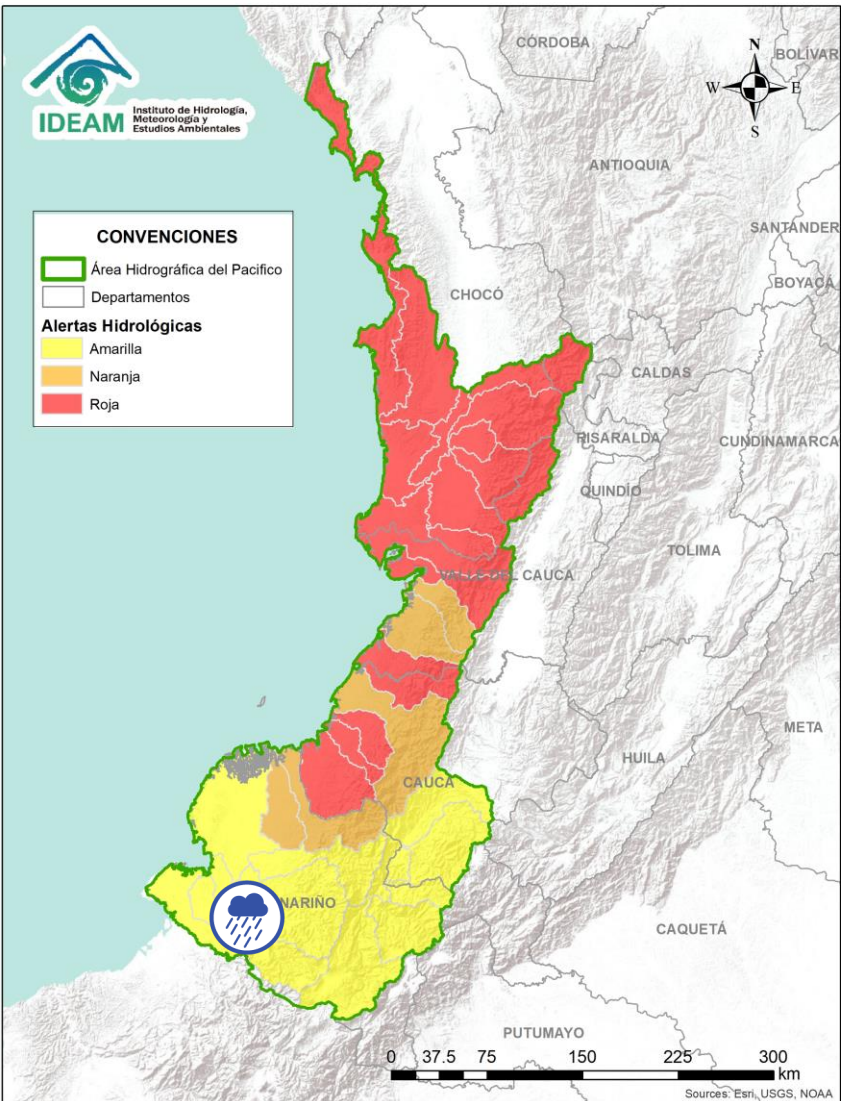 IDEAM
Instituto de Hidrología,
Meteorología y
Estudios Ambientales
CÓRDOBA
BOLÍVAR
N
W
E
S
ANTIOQUIA
SANTANDER
BOYACÁ
CONVENCIONES
Área Hidrográfica del Pacifico
Departamentos
Alertas Hidrológicas
Amarilla
Naranja
Roja
CHOCÓ
CALDAS
RISARALDA
CUNDINAMARCA
QUINDÍO
TOLIMA
VALLE DEL CAUCA
META
HUILA
CAUCA
NARIÑO
CAQUETÁ
PUTUMAYO
0 37.5 75 150 225 300
km
Sources: Esri, USGS, NOAA